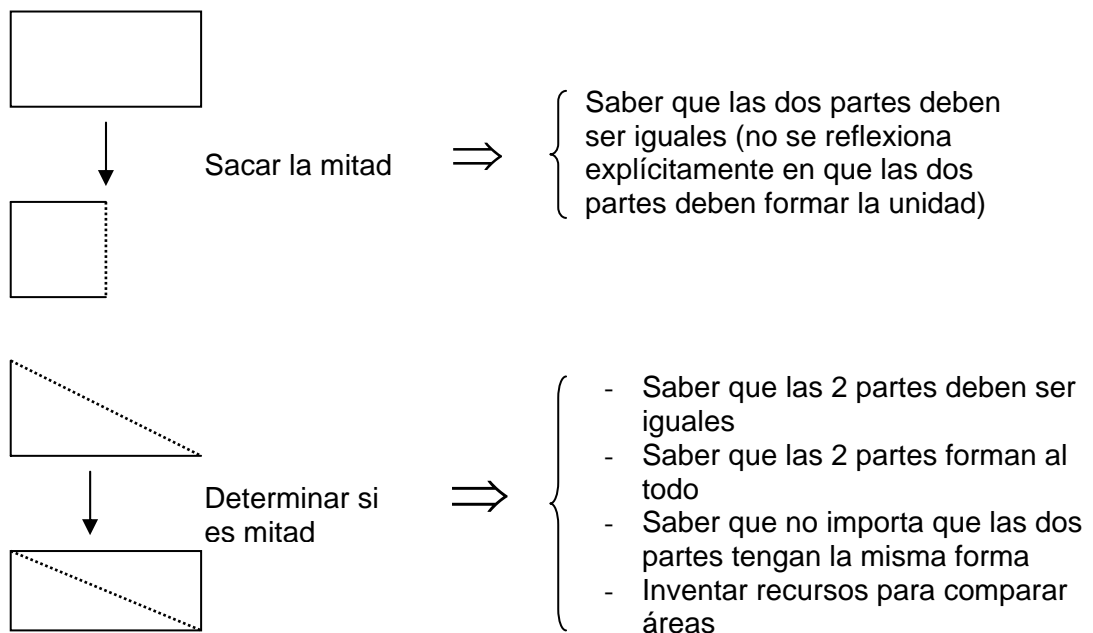 Sacar la mitad
Saber que las dos partes deben
ser iguales (no se reflexiona
explícitamente en que las dos
partes deben formar la unidad)
Determinar si
es mitad
- Saber que las 2 partes deben ser
iguales
- Saber que las 2 partes forman al
todo
- Saber que no importa que las dos
partes tengan la misma forma
- Inventar recursos para comparar
áreas